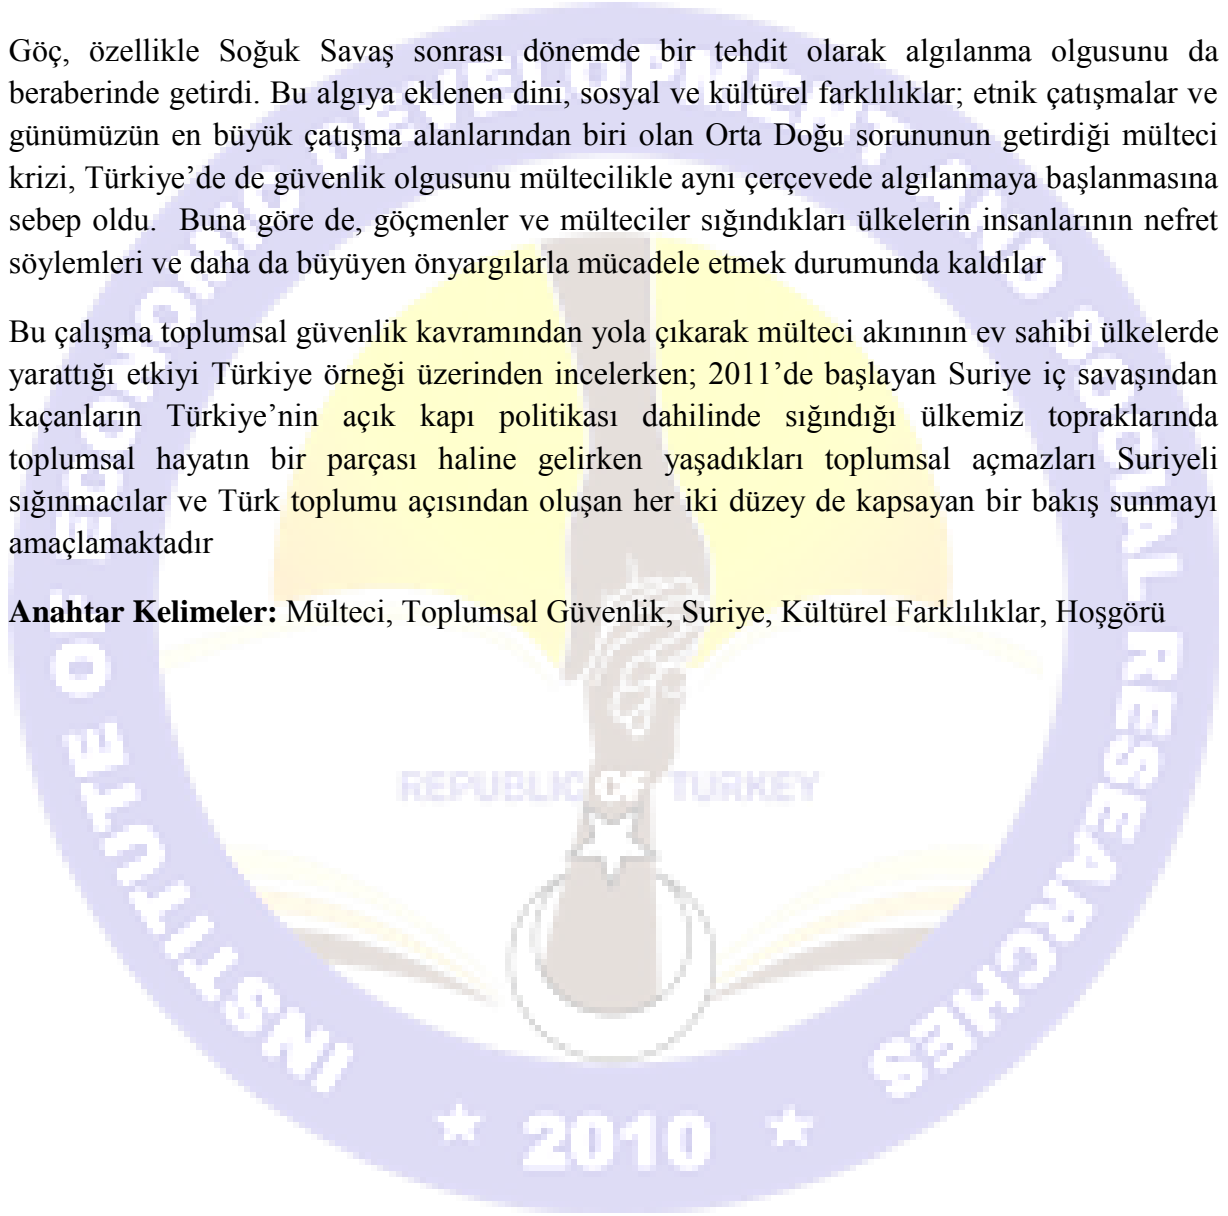 Göç, özellikle Soğuk Savaş sonrası dönemde bir tehdit olarak algılanma olgusunu da
beraberinde getirdi. Bu algıya eklenen dini, sosyal ve kültürel farklılıklar; etnik çatışmalar ve
günümüzün en büyük çatışma alanlarından biri olan Orta Doğu sorununun getirdiği mülteci
krizi, Türkiye’de de güvenlik olgusunu mültecilikle aynı çerçevede algılanmaya başlanmasına
sebep oldu. Buna göre de, göçmenler ve mülteciler sığındıkları ülkelerin insanlarının nefret
söylemleri ve daha da büyüyen önyargılarla mücadele etmek durumunda kaldılar
Bu çalışma toplumsal güvenlik kavramından yola çıkarak mülteci akınının ev sahibi ülkelerde
yarattığı etkiyi Türkiye örneği üzerinden incelerken; 2011’de başlayan Suriye iç savaşından
kaçanların Türkiye’nin açık kapı politikası dahilinde sığındığı ülkemiz topraklarında
toplumsal hayatın bir parçası haline gelirken yaşadıkları toplumsal açmazları Suriyeli
sığınmacılar ve Türk toplumu açısından oluşan her iki düzey de kapsayan bir bakış sunmayı
amaçlamaktadır
Anahtar Kelimeler: Mülteci, Toplumsal Güvenlik, Suriye, Kültürel Farklılıklar, Hoşgörü
INSTITUTE OF ECONOMIC DEVELOPMENT AND SOCIAL RESEARCHES
REPUBLIC OF TURKEY
2010